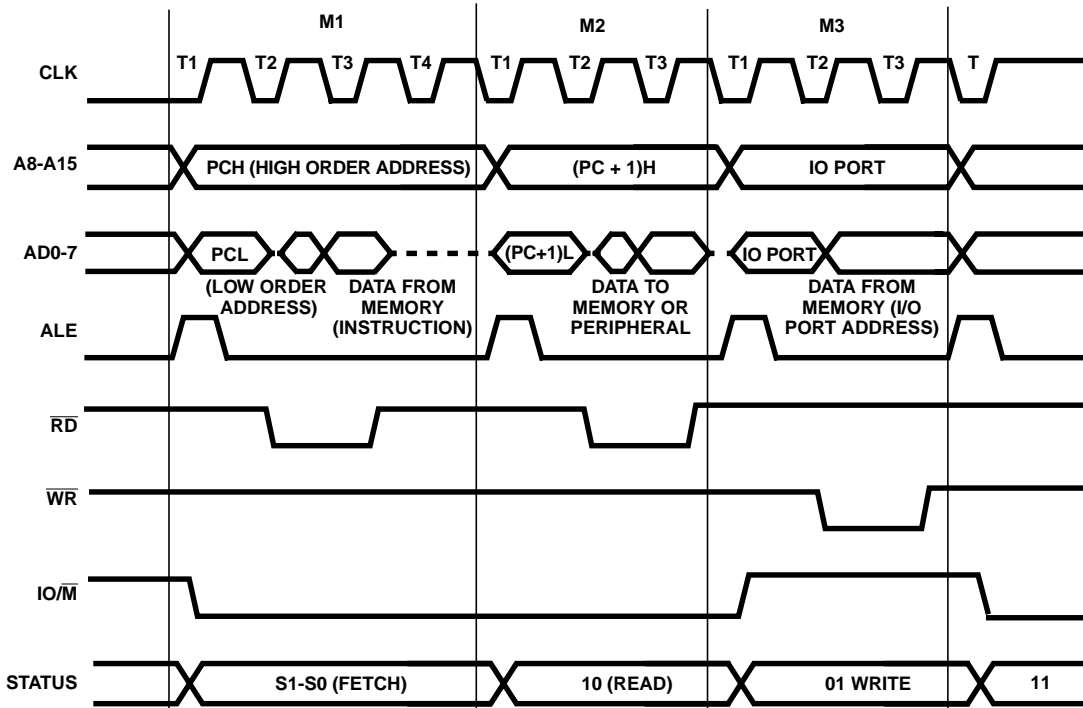 M1 M2 M3
CLK T1 T2 T3 T4 T1 T2 T3 T1 T2 T3 T
A8-A15 PCH (HIGH ORDER ADDRESS) (PC + 1)H IO PORT
AD0-7 PCL (PC+1)L IO PORT
(LOW ORDER
ADDRESS)
DATA FROM
MEMORY
(INSTRUCTION)
DATA TO
MEMORY OR
PERIPHERAL
DATA FROM
MEMORY (I/O
PORT ADDRESS)
ALE
R̅D̅
W̅R̅
IO/M̅
STATUS S1-S0 (FETCH) 10 (READ) 01 WRITE 11